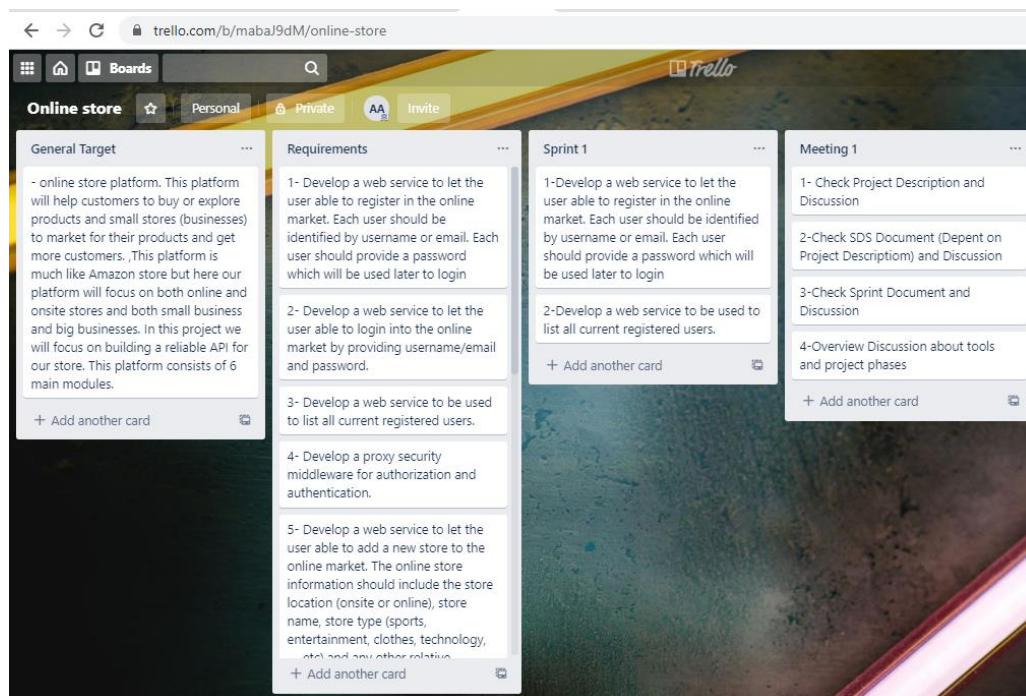 trello.com/b/mabaJ9dM/online-store
Boards
Trello
Online store
Personal
Private
AA
Invite
General Target
- online store platform. This platform
will help customers to buy or explore
products and small stores (businesses)
to market for their products and get
more customers. ,This platform is
much like Amazon store but here our
platform will focus on both online and
onsite stores and both small business
and big businesses. In this project we
will focus on building a reliable API for
our store. This platform consists of 6
main modules.
+ Add another card
Requirements
1- Develop a web service to let the
user able to register in the online
market. Each user should be
identified by username or email. Each
user should provide a password
which will be used later to login
2- Develop a web service to let the
user able to login into the online
market by providing username/email
and password.
3- Develop a web service to be used
to list all current registered users.
4- Develop a proxy security
middleware for authorization and
authentication.
5- Develop a web service to let the
user able to add a new store to the
online market. The online store
information should include the store
location (onsite or online), store
name, store type (sports,
entertainment, clothes, technology,
... etc) and any other relative
+ Add another card
Sprint 1
1-Develop a web service to let the
user able to register in the online
market. Each user should be identified
by username or email. Each user
should provide a password which will
be used later to login
2-Develop a web service to be used to
list all current registered users.
+ Add another card
Meeting 1
1- Check Project Description and
Discussion
2-Check SDS Document (Depent on
Project Descriptiom) and Discussion
3-Check Sprint Document and
Discussion
4-Overview Discussion about tools
and project phases
+ Add another card